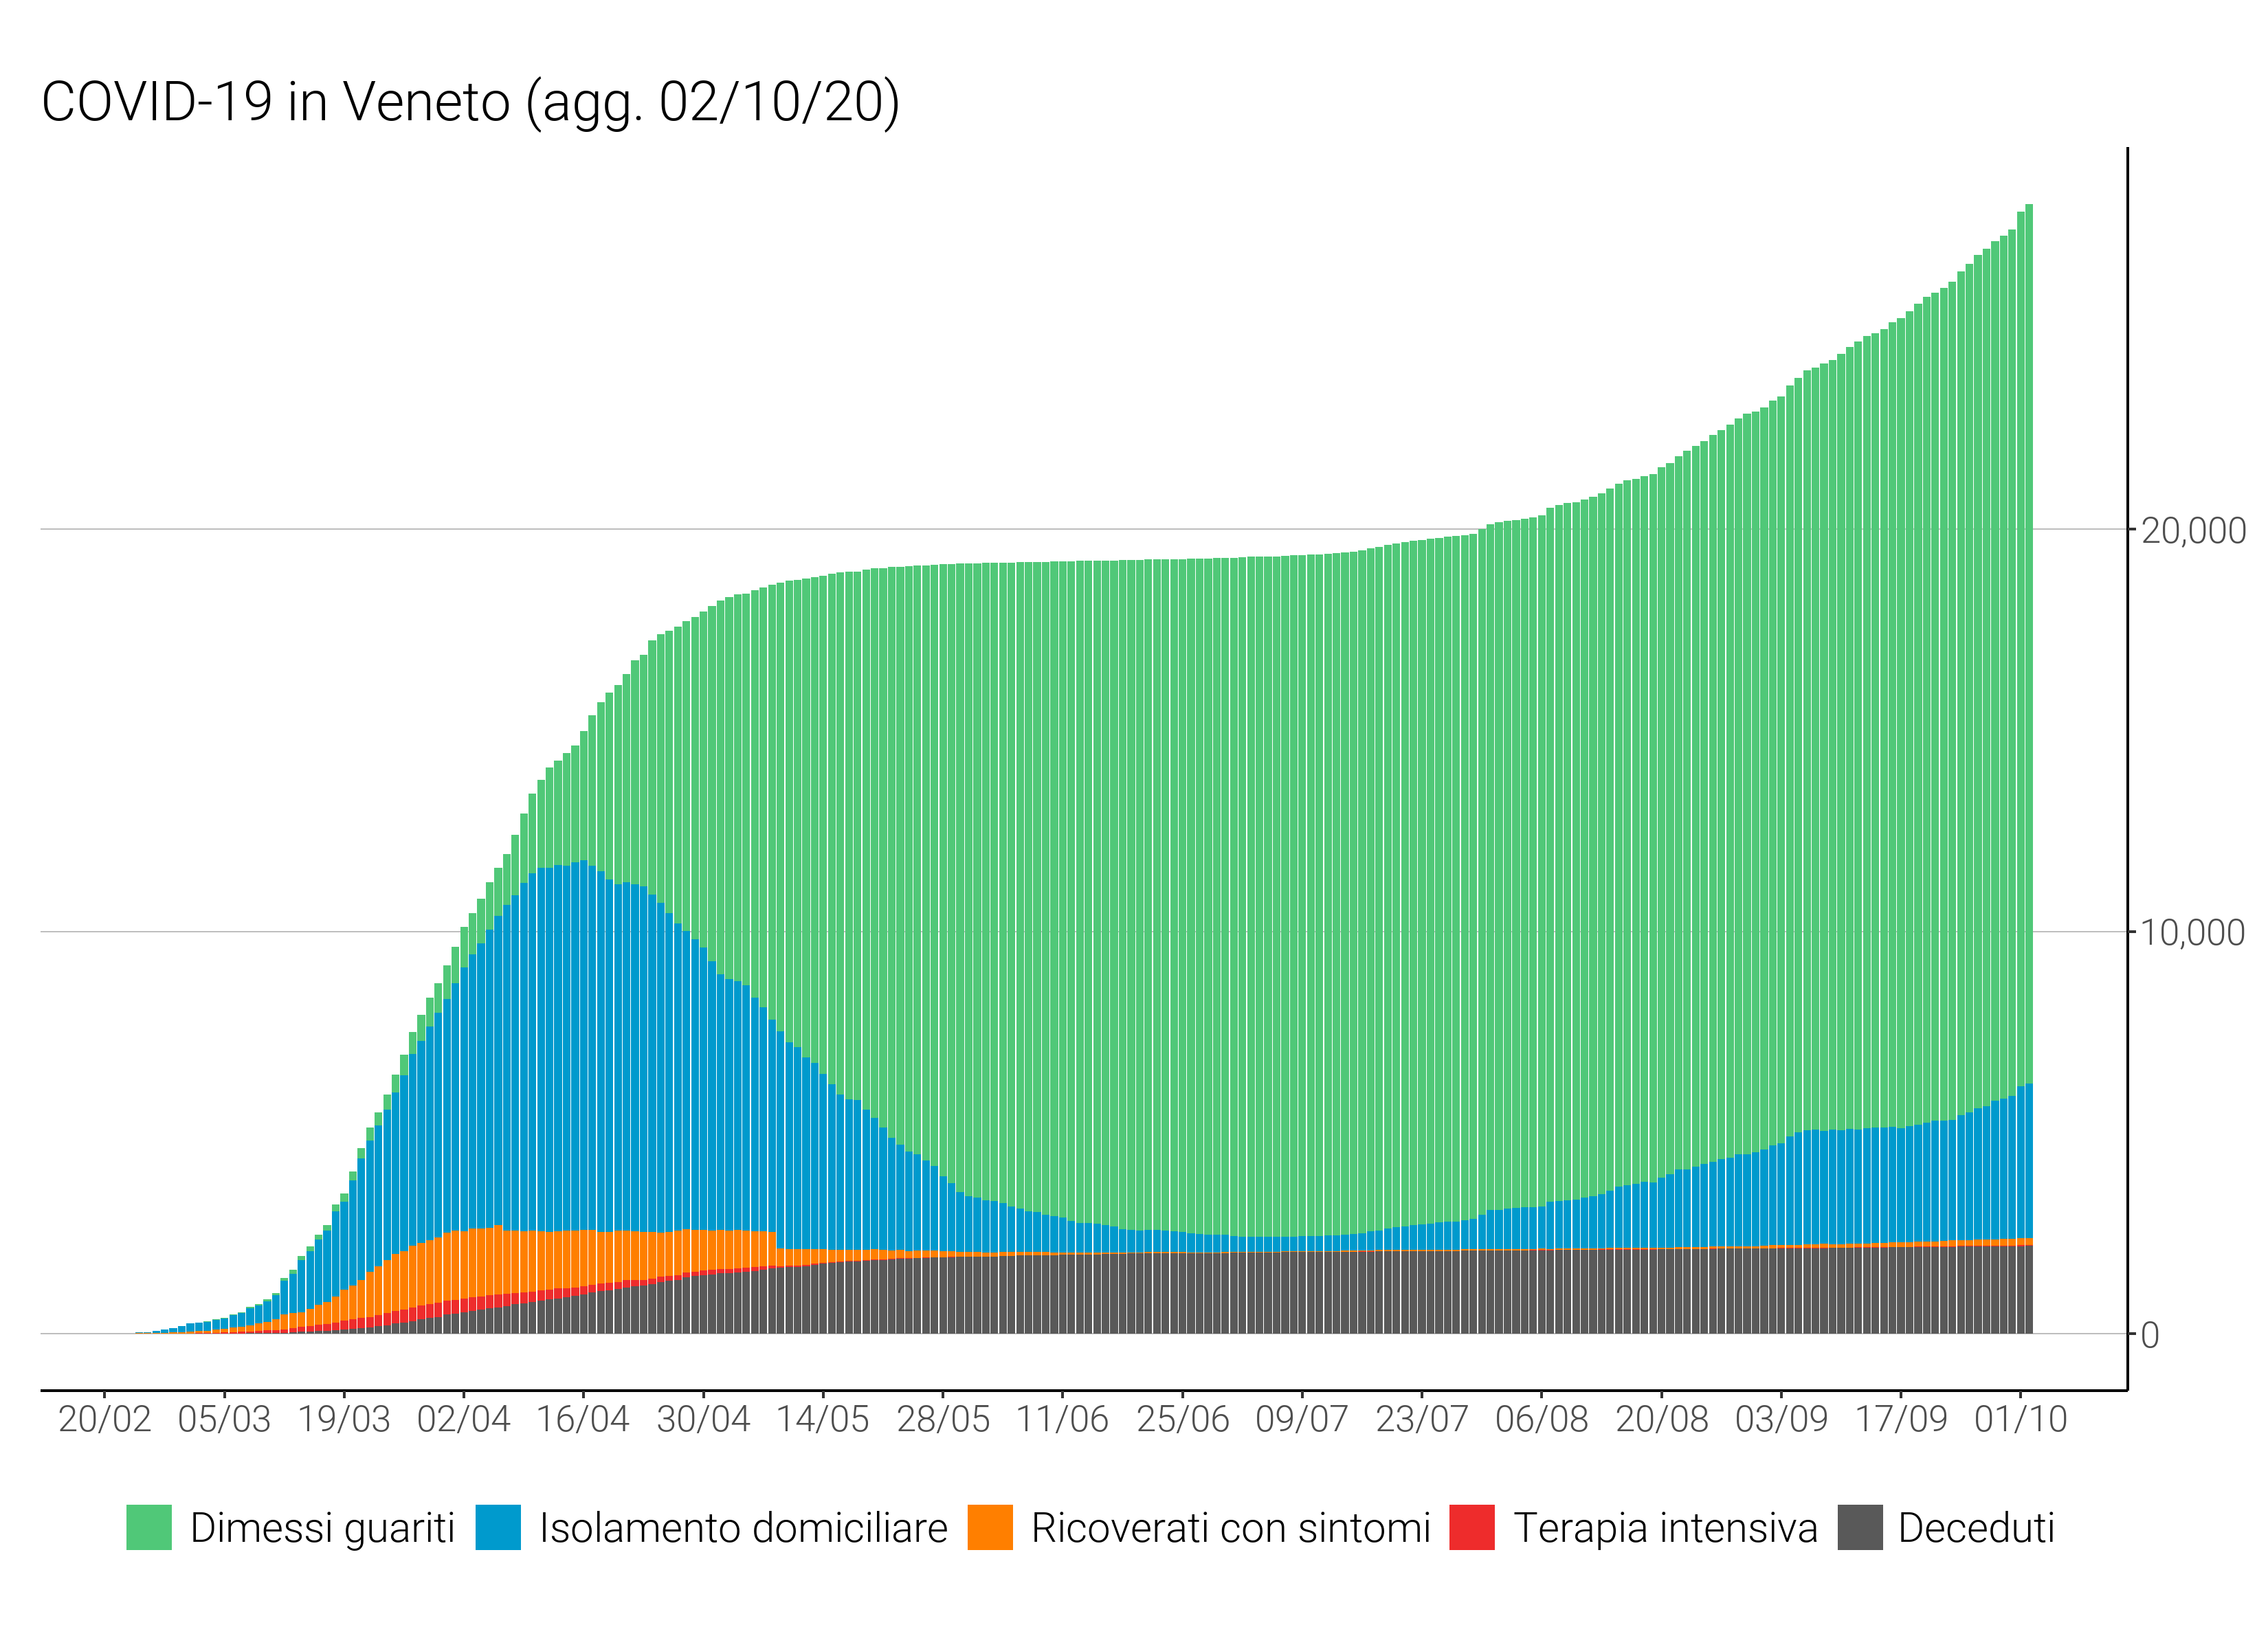 COVID-19 in Veneto (agg. 02/10/20)
20,000
10,000
0
20/02 05/03 19/03 02/04 16/04 30/04 14/05 28/05 11/06 25/06 09/07 23/07 06/08 20/08 03/09 17/09 01/10
Dimessi guariti Isolamento domiciliare Ricoverati con sintomi Terapia intensiva Deceduti